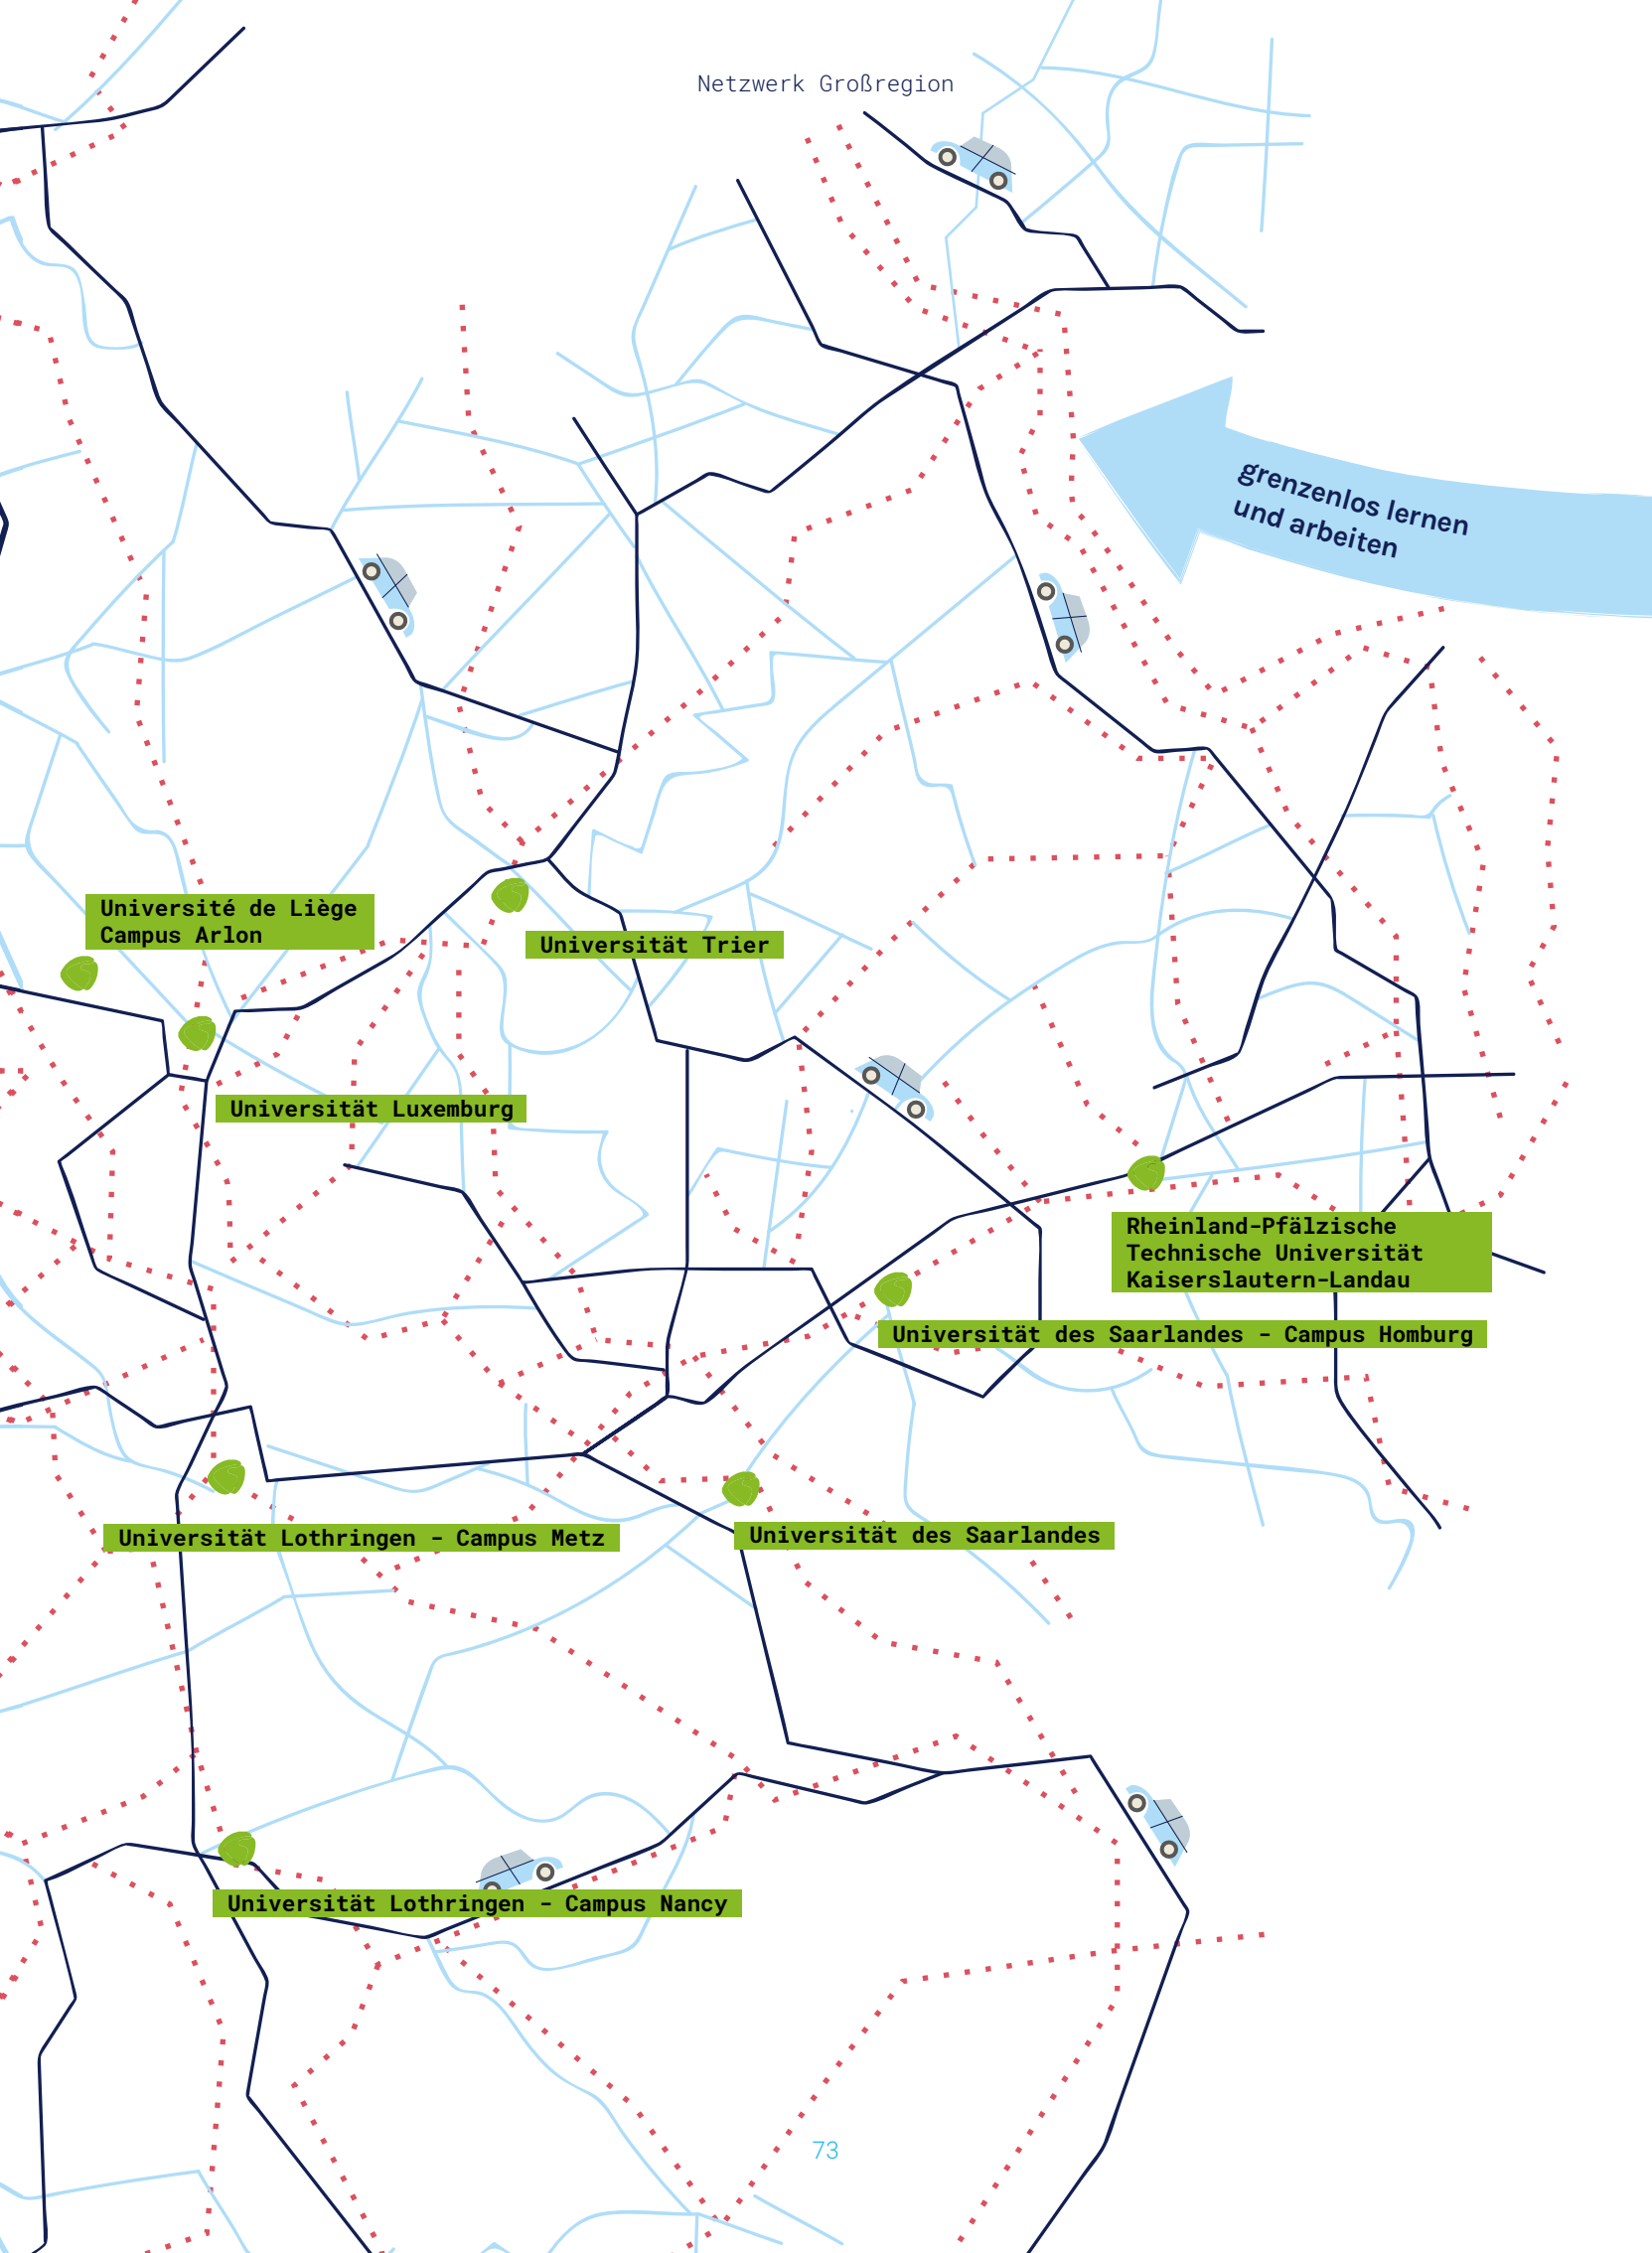 Netzwerk Großregion
grenzenlos lernen
und arbeiten
Université de Liège
Campus Arlon
Universität Trier
Universität Luxemburg
Rheinland-Pfälzische
Technische Universität
Kaiserslautern-Landau
Universität des Saarlandes - Campus Homburg
Universität Lothringen - Campus Metz
Universität des Saarlandes
Universität Lothringen - Campus Nancy
73